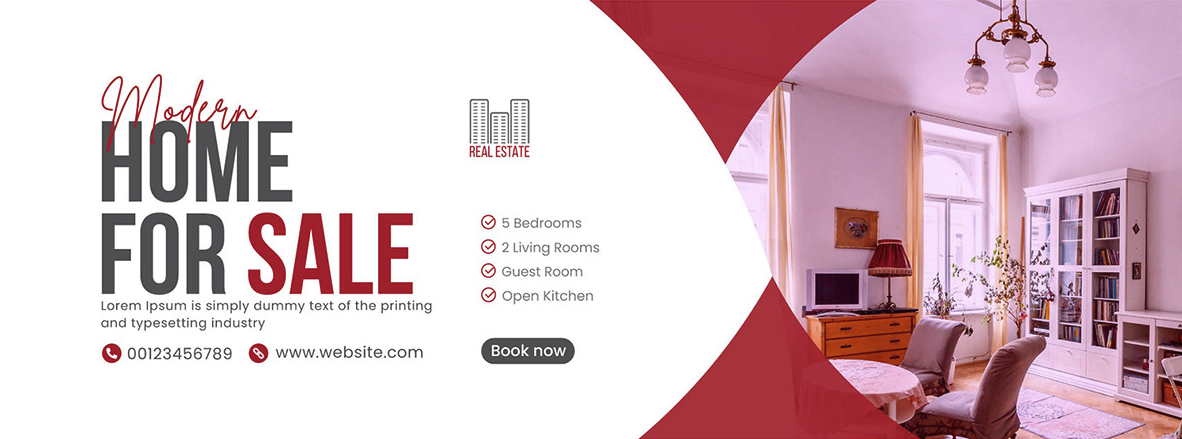 Modern
HOME
FOR SALE
Lorem Ipsum is simply dummy text of the printing
and typesetting industry
00123456789 www.website.com
REAL ESTATE
5 Bedrooms
2 Living Rooms
Guest Room
Open Kitchen
Book now